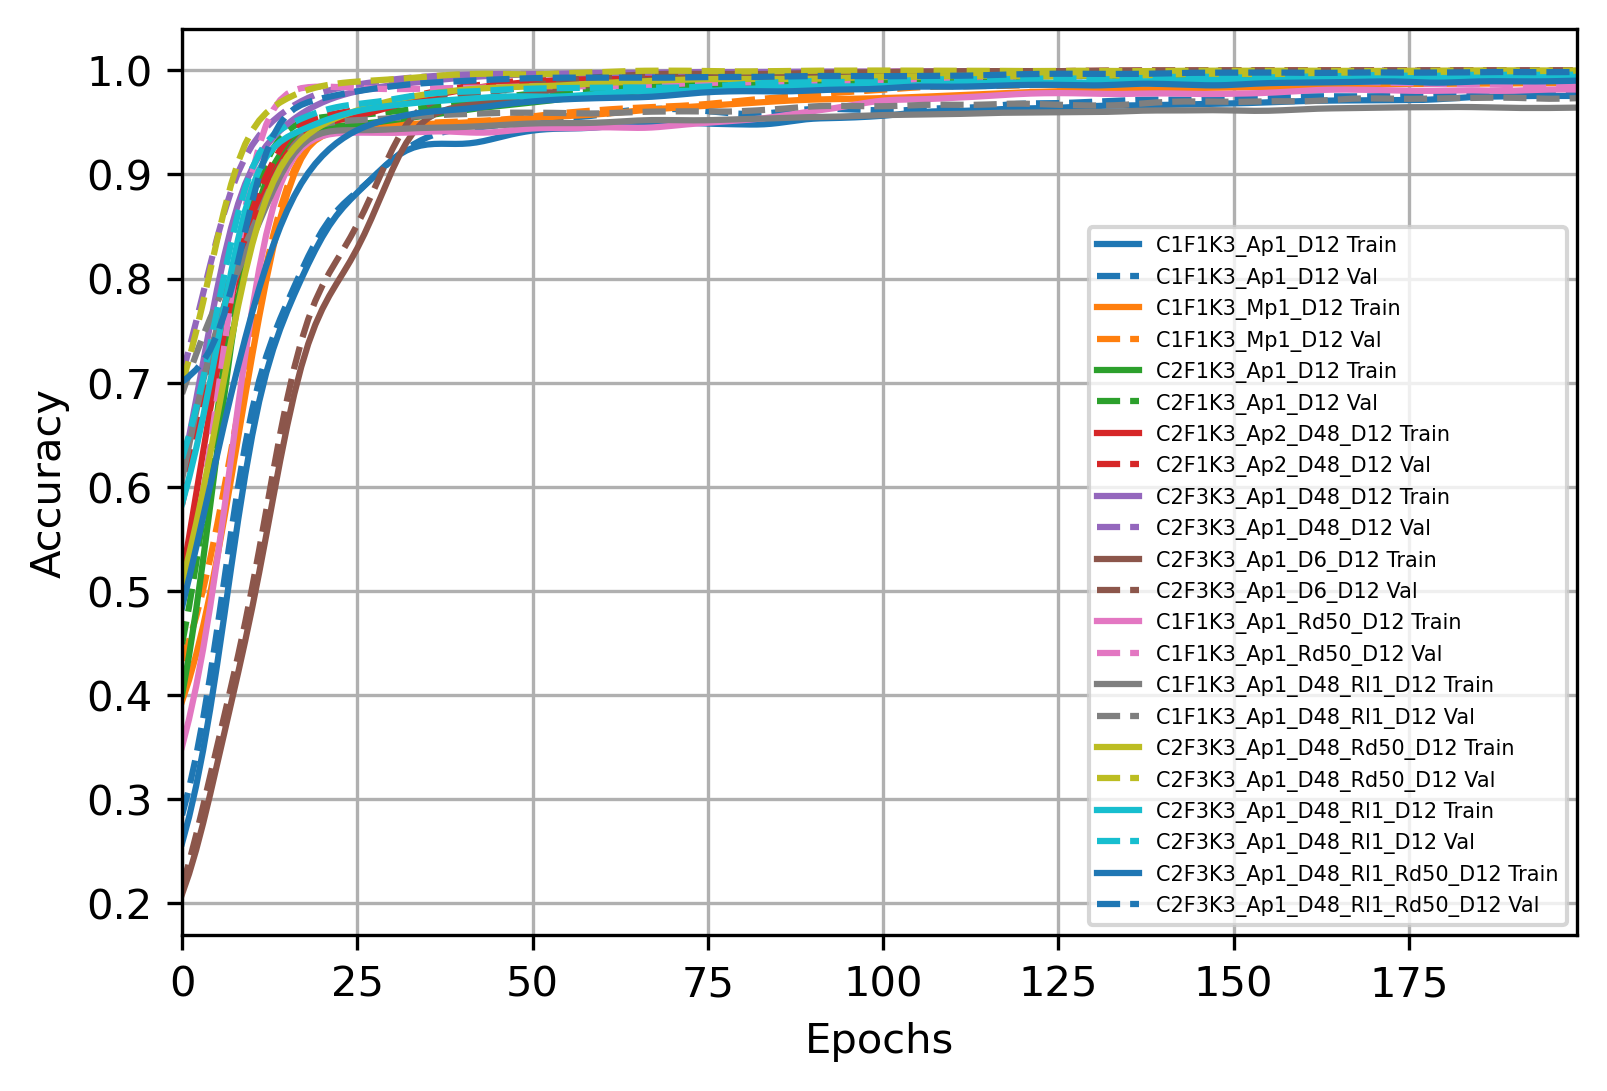 1.0
0.9
0.8
0.7
0.6
0.5
0.4
0.3
0.2
Accuracy
C1F1K3_Ap1_D12 Train
C1F1K3_Ap1_D12 Val
C1F1K3_Mp1_D12 Train
C1F1K3_Mp1_D12 Val
C2F1K3_Ap1_D12 Train
C2F1K3_Ap1_D12 Val
C2F1K3_Ap2_D48_D12 Train
C2F1K3_Ap2_D48_D12 Val
C2F3K3_Ap1_D48_D12 Train
C2F3K3_Ap1_D48_D12 Val
C2F3K3_Ap1_D6_D12 Train
C2F3K3_Ap1_D6_D12 Val
C1F1K3_Ap1_Rd50_D12 Train
C1F1K3_Ap1_Rd50_D12 Val
C1F1K3_Ap1_D48_Rl1_D12 Train
C1F1K3_Ap1_D48_Rl1_D12 Val
C2F3K3_Ap1_D48_Rd50_D12 Train
C2F3K3_Ap1_D48_Rd50_D12 Val
C2F3K3_Ap1_D48_Rl1_D12 Train
C2F3K3_Ap1_D48_Rl1_D12 Val
C2F3K3_Ap1_D48_Rl1_Rd50_D12 Train
C2F3K3_Ap1_D48_Rl1_Rd50_D12 Val
0 25 50 75 100 125 150 175
Epochs